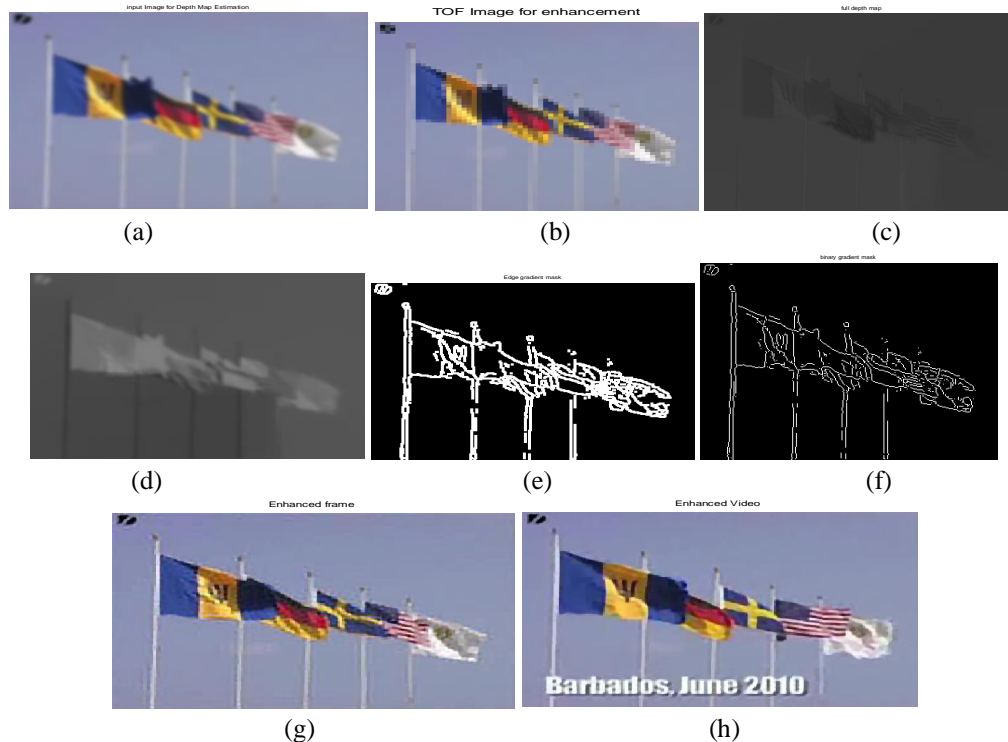 input Image for Depth Map Estimation
TOF Image for enhancement
full depth map
(a)
(b)
(c)
Edge gradient mask
binary gradient mask
(d)
(e)
(f)
Enhanced frame
Enhanced Video
Barbados, June 2010
(g)
(h)